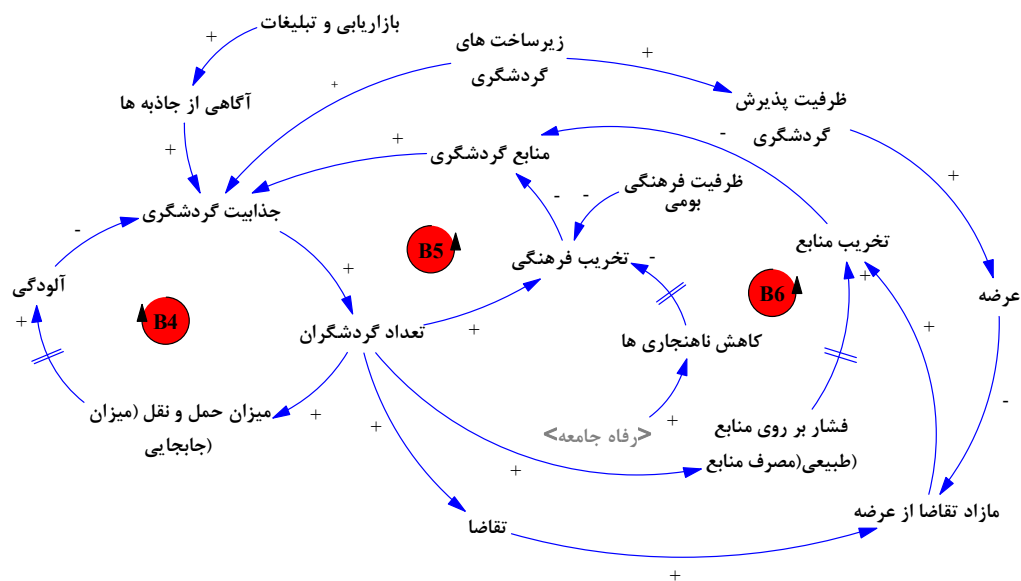 بازاریابی و تبلیغات
زیرساخت های
گردشگری
آگاهی از جاذبه ها
ظرفیت پذیرش
گردشگری
منابع گردشگری
ظرفیت فرهنگی
بومی
جذابیت گردشگری
تخریب منابع
تخریب فرهنگی
B5
آلودگی
عرضه
B6
B4
تعداد گردشگران
کاهش ناهنجاری ها
میزان حمل و نقل (میزان
جابجایی)
فشار بر روی منابع
طبیعی(مصرف منابع)
<رفاه جامعه>
مازاد تقاضا از عرضه
تقاضا